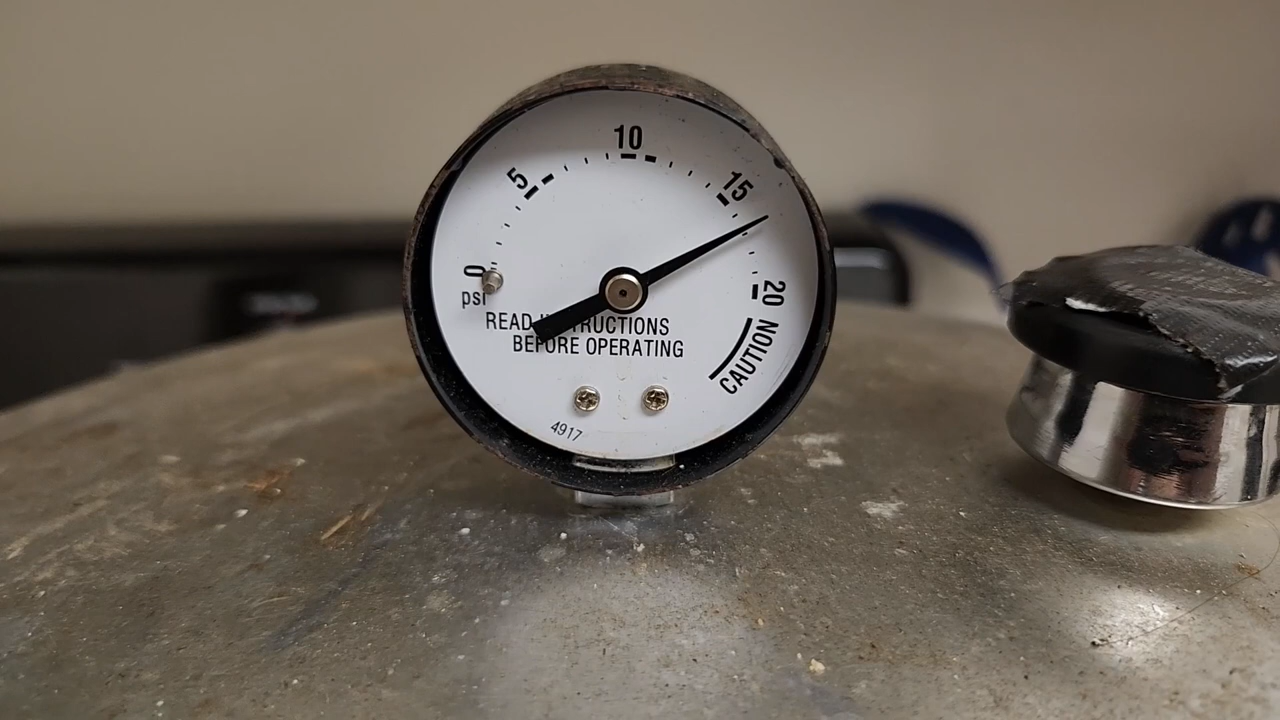 10
5
15
0
psi
20
READ INSTRUCTIONS
BEFORE OPERATING
CAUTION
4917